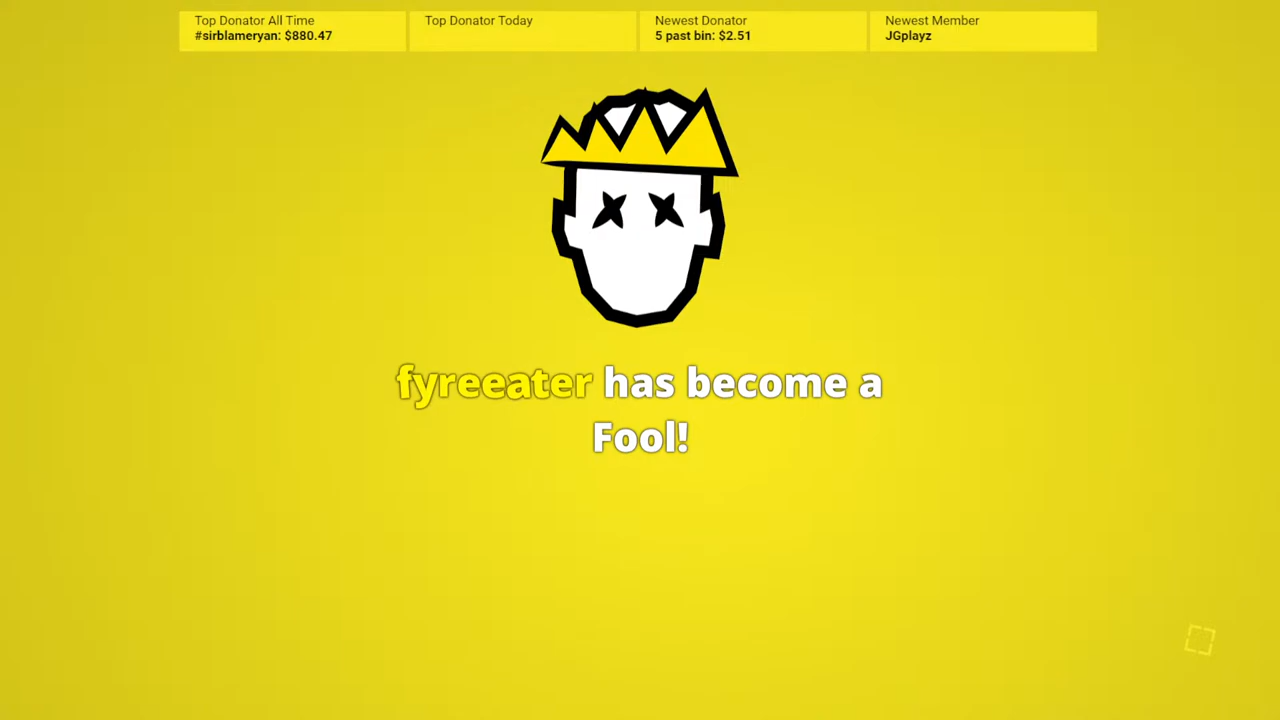 Top Donator All Time
#sirblameryan: $880.47
Top Donator Today
Newest Donator
5 past bin: $2.51
Newest Member
JGplayz
fyreeater has become a
Fool!